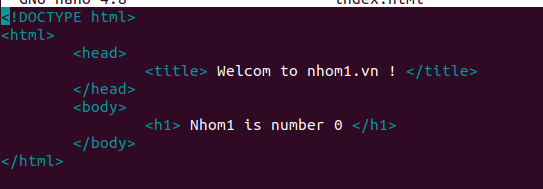 GNU nano 4.8 index.html
<!DOCTYPE html>
<html>
<head>
<title> Welcom to nhom1.vn ! </title>
</head>
<body>
<h1> Nhom1 is number 0 </h1>
</body>
</html>